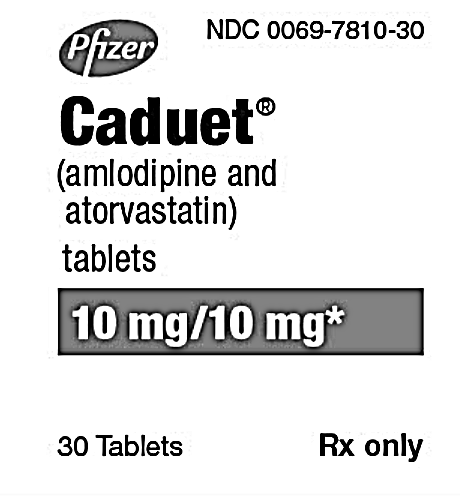 Pfizer
NDC 0069-7810-30
Caduet®
(amlodipine and
atorvastatin)
tablets
10 mg/10 mg*
30 Tablets
Rx only